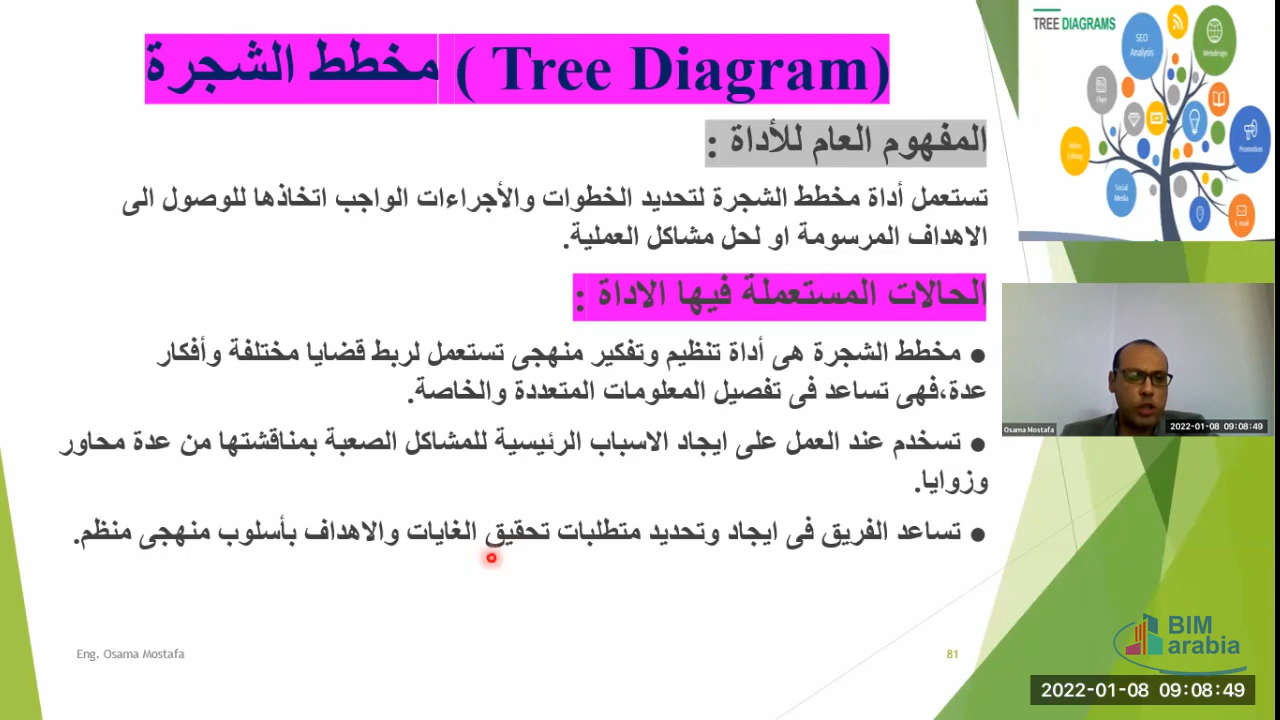 مخطط الشجرة ( Tree Diagram)
المفهوم العام للأداة :
تستعمل أداة مخطط الشجرة لتحديد الخطوات والأجراءات الواجب اتخاذها للوصول الى
الاهداف المرسومة او لحل مشاكل العملية.
الحالات المستعملة فيها الاداة :
● مخطط الشجرة هى أداة تنظيم وتفكير منهجى تستعمل لربط قضايا مختلفة وأفكار
عدة،فهى تساعد فى تفصيل المعلومات المتعددة والخاصة.
● تسخدم عند العمل على ايجاد الاسباب الرئيسية للمشاكل الصعبة بمناقشتها من عدة محاور
وزوايا.
● تساعد الفريق فى ايجاد وتحديد متطلبات تحقيق الغايات والاهداف بأسلوب منهجى منظم.
Eng. Osama Mostafa
81
TREE DIAGRAMS
SEO
Analysis
Webdesign
Flyer
Video
Editing
Promotion
Social
Media
E-mail
Osama Mostafa
2022-01-08 09:08:49
BIM
arabia
2022-01-08 09:08:49